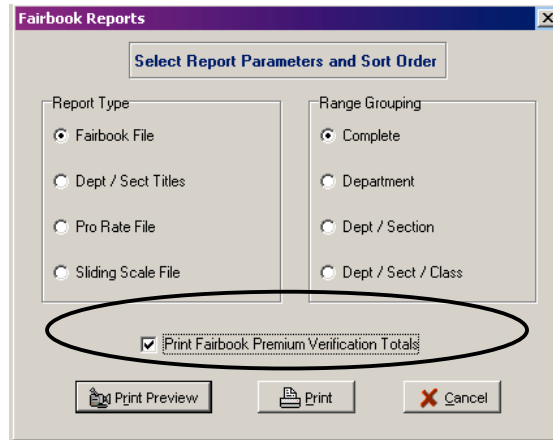 Fairbook Reports
Select Report Parameters and Sort Order
Report Type
Fairbook File
Dept / Sect Titles
Pro Rate File
Sliding Scale File
Range Grouping
Complete
Department
Dept / Section
Dept / Sect / Class
Print Fairbook Premium Verification Totals
Print Preview
Print
Cancel